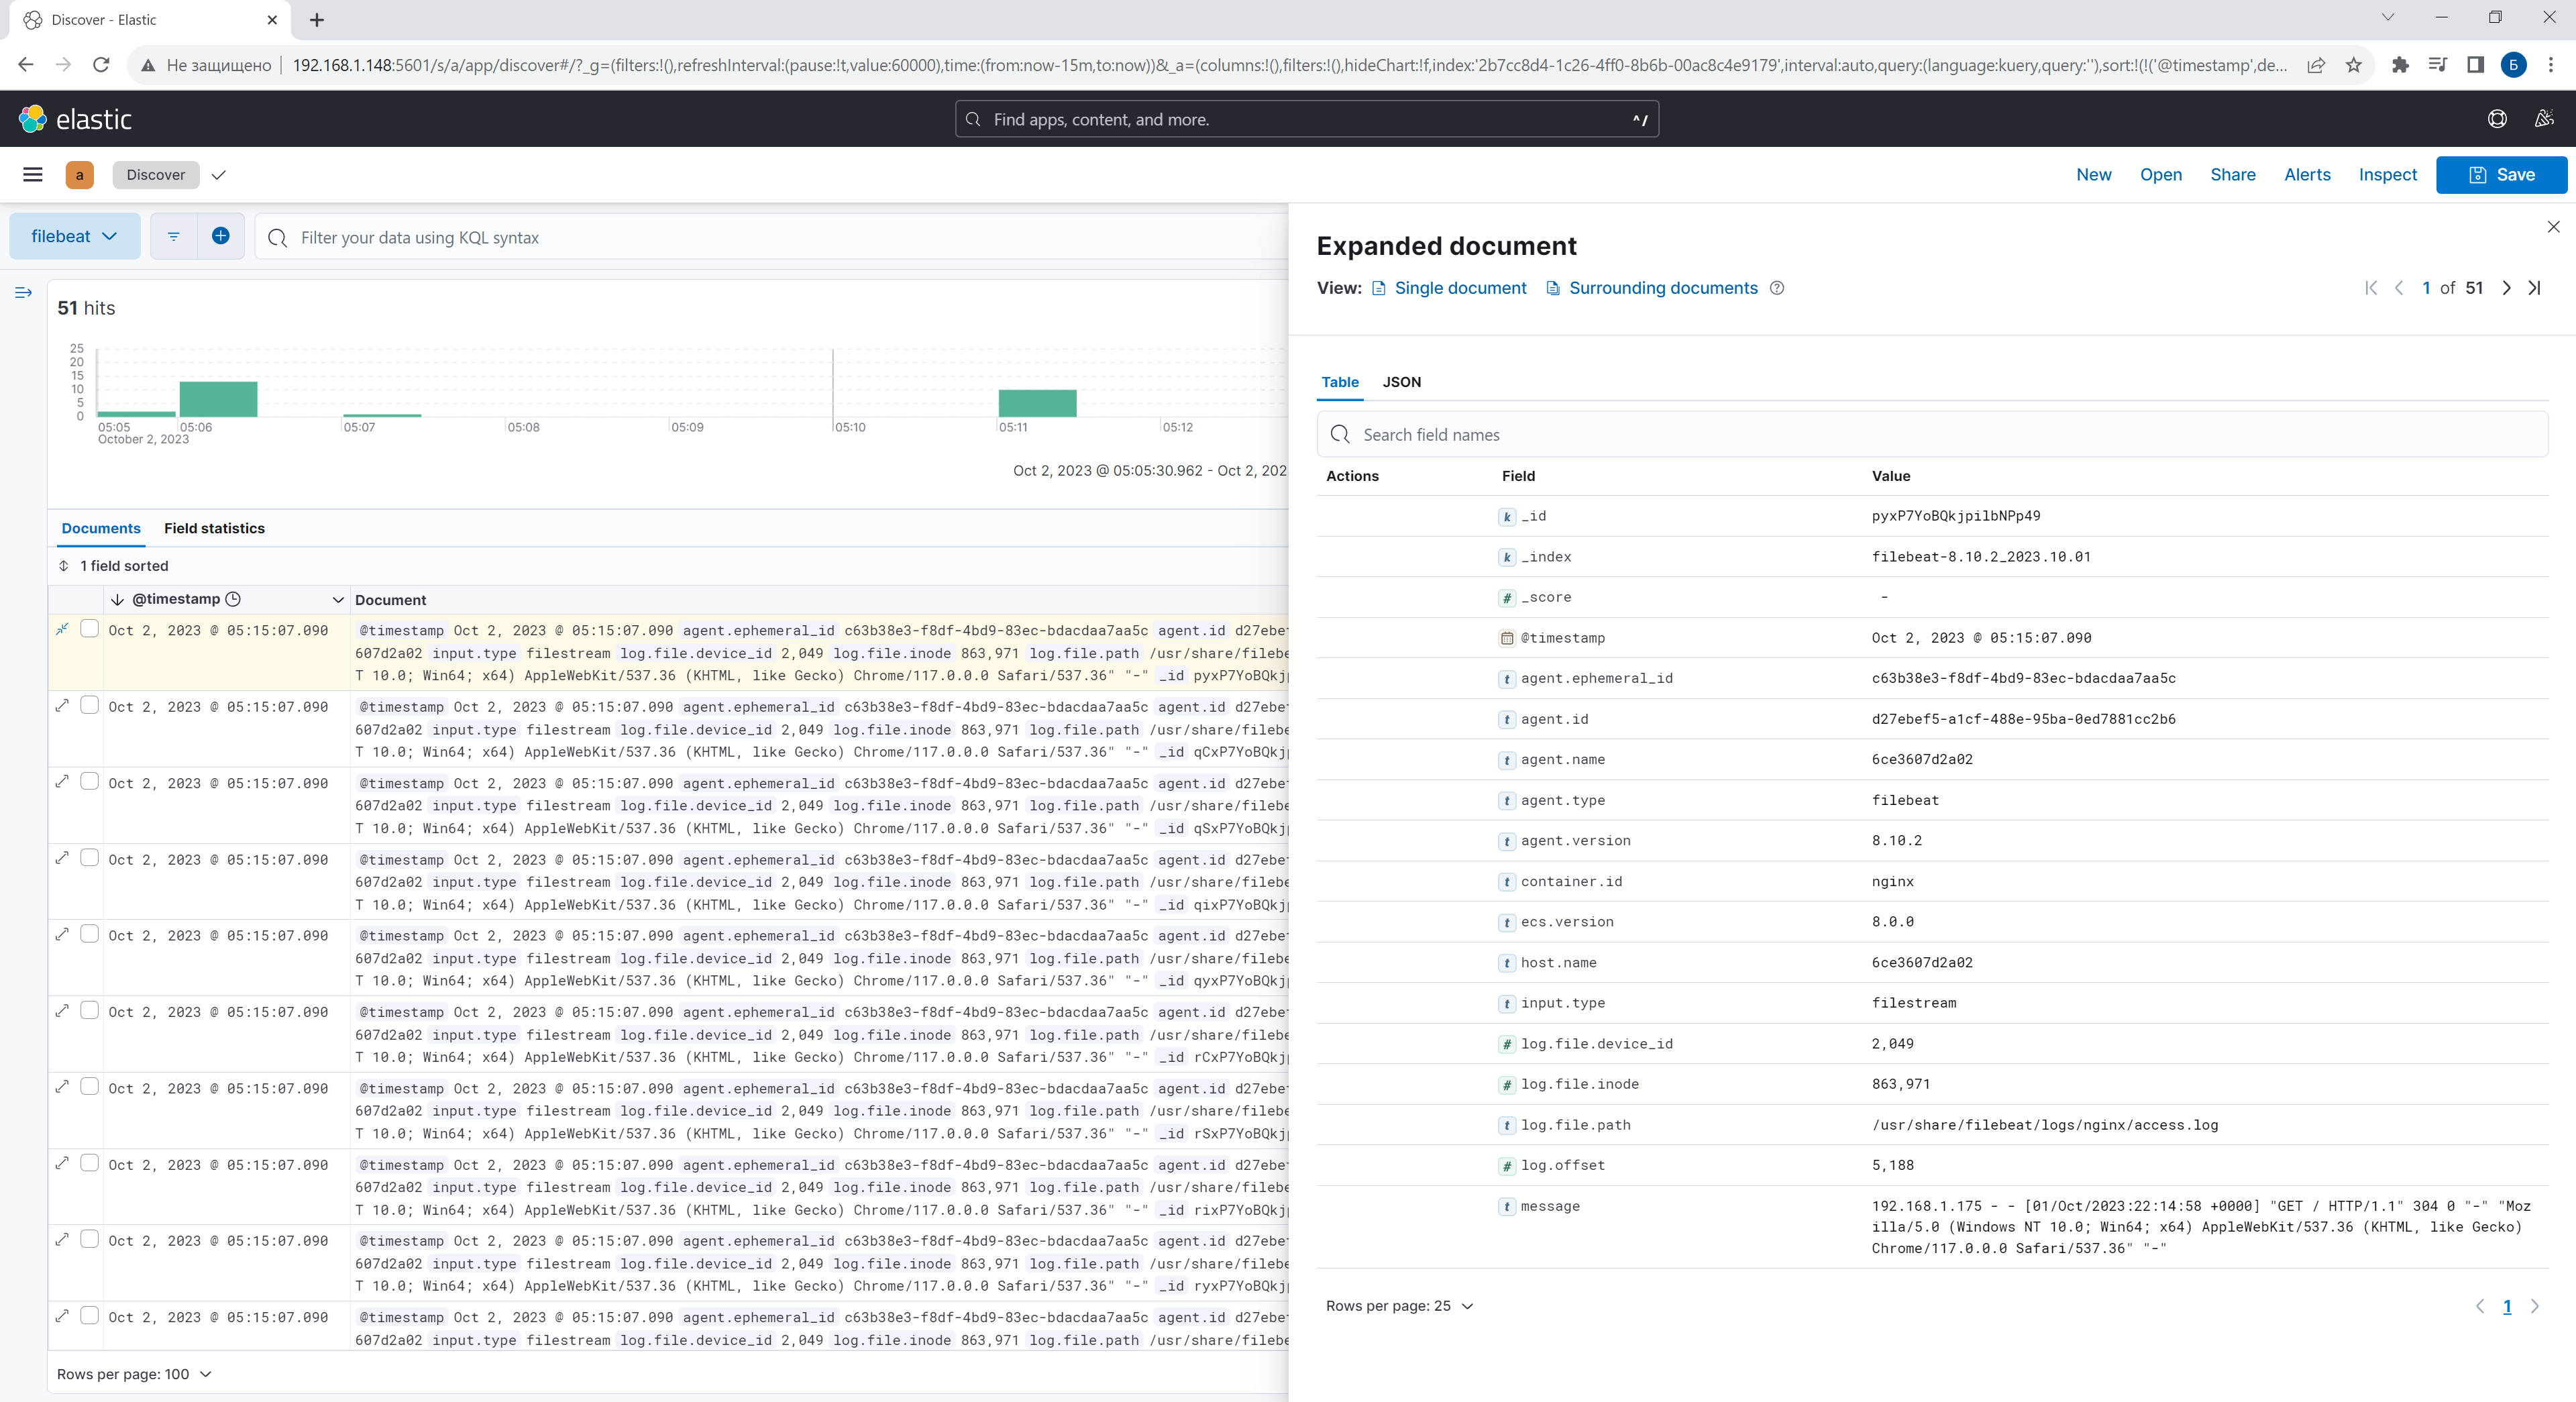 Discover - Elastic
Не защищено 192.168.1.148:5601/s/a/app/discover#/?_g=(filters:!(),refreshInterval:(pause:!t,value:60000),time:(from:now-15m,to:now))&_a=(columns:!(),filters:!(),hideChart:!f,index:'2b7cc8d4-1c26-4ff0-8b6b-00ac8c4e9179',interval:auto,query:(language:kuery,query:''),sort:!(!('@timestamp',de...
Б
elastic
Find apps, content, and more.
^/
a
Discover
New
Open
Share
Alerts
Inspect
Save
filebeat
Filter your data using KQL syntax
51 hits
25
20
15
10
5
0
05:05
05:06
05:07
05:08
05:09
05:10
05:11
05:12
October 2, 2023
Oct 2, 2023 @ 05:05:30.962 - Oct 2, 202
Documents
Field statistics
1 field sorted
@timestamp
Document
Oct 2, 2023 @ 05:15:07.090
@timestamp Oct 2, 2023 @ 05:15:07.090 agent.ephemeral_id c63b38e3-f8df-4bd9-83ec-bdacdaa7aa5c agent.id d27ebef
607d2a02 input.type filestream log.file.device_id 2,049 log.file.inode 863,971 log.file.path /usr/share/filebe
T 10.0; Win64; x64) AppleWebKit/537.36 (KHTML, like Gecko) Chrome/117.0.0.0 Safari/537.36" "-" _id pyxP7YoBQkjp
Oct 2, 2023 @ 05:15:07.090
@timestamp Oct 2, 2023 @ 05:15:07.090 agent.ephemeral_id c63b38e3-f8df-4bd9-83ec-bdacdaa7aa5c agent.id d27ebef
607d2a02 input.type filestream log.file.device_id 2,049 log.file.inode 863,971 log.file.path /usr/share/filebe
T 10.0; Win64; x64) AppleWebKit/537.36 (KHTML, like Gecko) Chrome/117.0.0.0 Safari/537.36" "-" _id qCxP7YoBQkjp
Oct 2, 2023 @ 05:15:07.090
@timestamp Oct 2, 2023 @ 05:15:07.090 agent.ephemeral_id c63b38e3-f8df-4bd9-83ec-bdacdaa7aa5c agent.id d27ebef
607d2a02 input.type filestream log.file.device_id 2,049 log.file.inode 863,971 log.file.path /usr/share/filebe
T 10.0; Win64; x64) AppleWebKit/537.36 (KHTML, like Gecko) Chrome/117.0.0.0 Safari/537.36" "-" _id qSxP7YoBQkjp
Oct 2, 2023 @ 05:15:07.090
@timestamp Oct 2, 2023 @ 05:15:07.090 agent.ephemeral_id c63b38e3-f8df-4bd9-83ec-bdacdaa7aa5c agent.id d27ebef
607d2a02 input.type filestream log.file.device_id 2,049 log.file.inode 863,971 log.file.path /usr/share/filebe
T 10.0; Win64; x64) AppleWebKit/537.36 (KHTML, like Gecko) Chrome/117.0.0.0 Safari/537.36" "-" _id qixP7YoBQkjp
Oct 2, 2023 @ 05:15:07.090
@timestamp Oct 2, 2023 @ 05:15:07.090 agent.ephemeral_id c63b38e3-f8df-4bd9-83ec-bdacdaa7aa5c agent.id d27ebef
607d2a02 input.type filestream log.file.device_id 2,049 log.file.inode 863,971 log.file.path /usr/share/filebe
T 10.0; Win64; x64) AppleWebKit/537.36 (KHTML, like Gecko) Chrome/117.0.0.0 Safari/537.36" "-" _id qyxP7YoBQkjp
Oct 2, 2023 @ 05:15:07.090
@timestamp Oct 2, 2023 @ 05:15:07.090 agent.ephemeral_id c63b38e3-f8df-4bd9-83ec-bdacdaa7aa5c agent.id d27ebef
607d2a02 input.type filestream log.file.device_id 2,049 log.file.inode 863,971 log.file.path /usr/share/filebe
T 10.0; Win64; x64) AppleWebKit/537.36 (KHTML, like Gecko) Chrome/117.0.0.0 Safari/537.36" "-" _id rCxP7YoBQkjp
Oct 2, 2023 @ 05:15:07.090
@timestamp Oct 2, 2023 @ 05:15:07.090 agent.ephemeral_id c63b38e3-f8df-4bd9-83ec-bdacdaa7aa5c agent.id d27ebef
607d2a02 input.type filestream log.file.device_id 2,049 log.file.inode 863,971 log.file.path /usr/share/filebe
T 10.0; Win64; x64) AppleWebKit/537.36 (KHTML, like Gecko) Chrome/117.0.0.0 Safari/537.36" "-" _id rSxP7YoBQkjp
Oct 2, 2023 @ 05:15:07.090
@timestamp Oct 2, 2023 @ 05:15:07.090 agent.ephemeral_id c63b38e3-f8df-4bd9-83ec-bdacdaa7aa5c agent.id d27ebef
607d2a02 input.type filestream log.file.device_id 2,049 log.file.inode 863,971 log.file.path /usr/share/filebe
T 10.0; Win64; x64) AppleWebKit/537.36 (KHTML, like Gecko) Chrome/117.0.0.0 Safari/537.36" "-" _id rixP7YoBQkjp
Oct 2, 2023 @ 05:15:07.090
@timestamp Oct 2, 2023 @ 05:15:07.090 agent.ephemeral_id c63b38e3-f8df-4bd9-83ec-bdacdaa7aa5c agent.id d27ebef
607d2a02 input.type filestream log.file.device_id 2,049 log.file.inode 863,971 log.file.path /usr/share/filebe
T 10.0; Win64; x64) AppleWebKit/537.36 (KHTML, like Gecko) Chrome/117.0.0.0 Safari/537.36" "-" _id ryxP7YoBQkjp
Oct 2, 2023 @ 05:15:07.090
@timestamp Oct 2, 2023 @ 05:15:07.090 agent.ephemeral_id c63b38e3-f8df-4bd9-83ec-bdacdaa7aa5c agent.id d27ebef
607d2a02 input.type filestream log.file.device_id 2,049 log.file.inode 863,971 log.file.path /usr/share/filebe
Rows per page: 100
Expanded document
View: Single document Surrounding documents
1 of 51
Table
JSON
Search field names
Actions Field Value
k _id pyxP7YoBQkjpilbNPp49
k _index filebeat-8.10.2_2023.10.01
# _score -
@timestamp Oct 2, 2023 @ 05:15:07.090
t agent.ephemeral_id c63b38e3-f8df-4bd9-83ec-bdacdaa7aa5c
t agent.id d27ebef5-a1cf-488e-95ba-0ed7881cc2b6
t agent.name 6ce3607d2a02
t agent.type filebeat
t agent.version 8.10.2
t container.id nginx
t ecs.version 8.0.0
t host.name 6ce3607d2a02
t input.type filestream
# log.file.device_id 2,049
# log.file.inode 863,971
t log.file.path /usr/share/filebeat/logs/nginx/access.log
# log.offset 5,188
t message 192.168.1.175 - - [01/Oct/2023:22:14:58 +0000] "GET / HTTP/1.1" 304 0 "-" "Moz
illa/5.0 (Windows NT 10.0; Win64; x64) AppleWebKit/537.36 (KHTML, like Gecko)
Chrome/117.0.0.0 Safari/537.36" "-"
Rows per page: 25
1